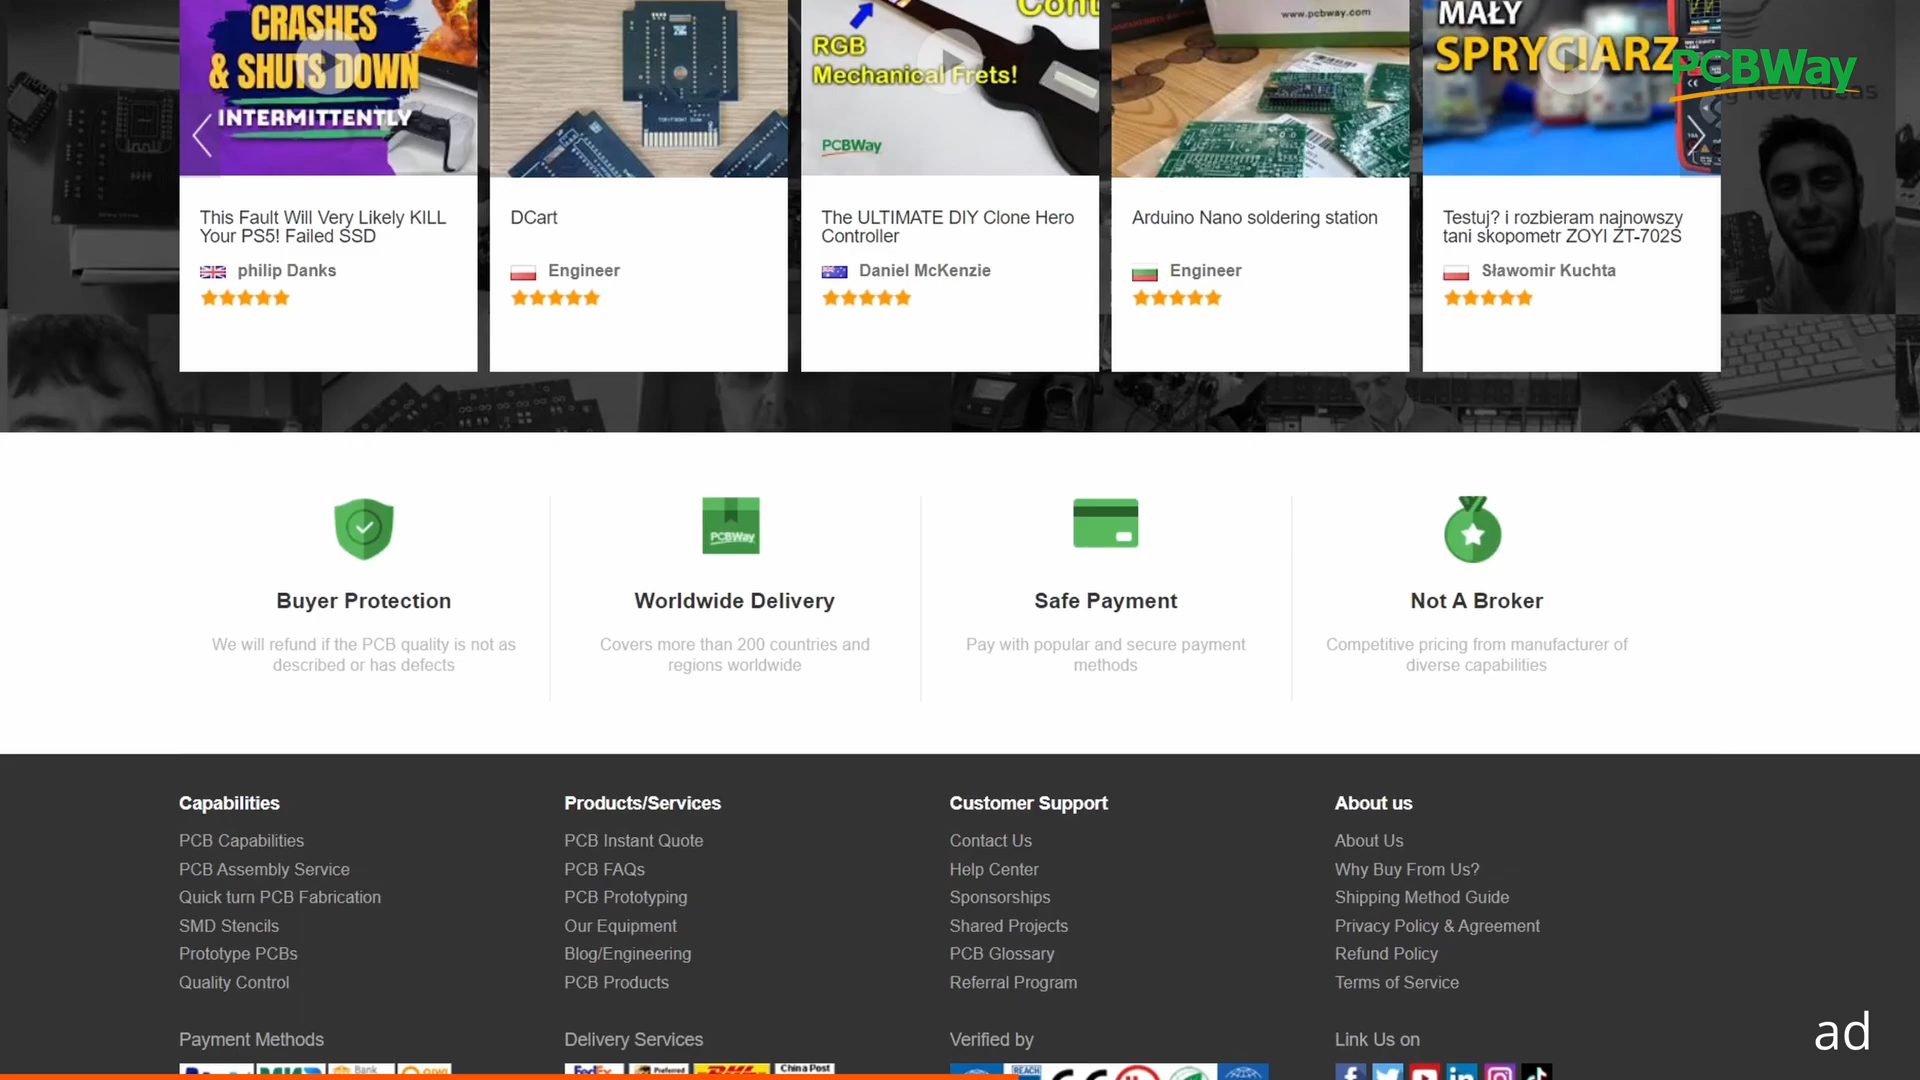 CRASHES
& SHUTS DOWN
INTERMITTENTLY
RGB
Mechanical Frets!
PCBWay
www.pcbway.com
MAŁY
SPRYCIARZ
PCBWay
This Fault Will Very Likely KILL
Your PS5! Failed SSD
philip Danks
DCart
Engineer
The ULTIMATE DIY Clone Hero
Controller
Daniel McKenzie
Arduino Nano soldering station
Engineer
Testuj? i rozbieram najnowszy
tani skopometr ZOYI ZT-702S
Sławomir Kuchta
PCBWay
Buyer Protection
We will refund if the PCB quality is not as
described or has defects
Worldwide Delivery
Covers more than 200 countries and
regions worldwide
Safe Payment
Pay with popular and secure payment
methods
Not A Broker
Competitive pricing from manufacturer of
diverse capabilities
Capabilities
PCB Capabilities
PCB Assembly Service
Quick turn PCB Fabrication
SMD Stencils
Prototype PCBs
Quality Control
Products/Services
PCB Instant Quote
PCB FAQs
PCB Prototyping
Our Equipment
Blog/Engineering
PCB Products
Customer Support
Contact Us
Help Center
Sponsorships
Shared Projects
PCB Glossary
Referral Program
About us
About Us
Why Buy From Us?
Shipping Method Guide
Privacy Policy & Agreement
Refund Policy
Terms of Service
Payment Methods
Bank
Delivery Services
FedEx
Preferred
DHL
China Post
Verified by
REACH
Link Us on
ad